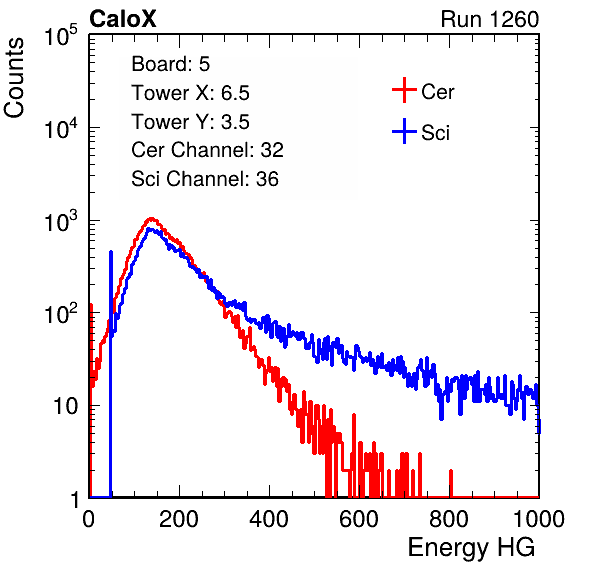 CaloX Run 1260
Counts
10^5
10^4
10^3
10^2
10
1
Board: 5
Tower X: 6.5
Tower Y: 3.5
Cer Channel: 32
Sci Channel: 36
Cer
Sci
0 200 400 600 800 1000
Energy HG